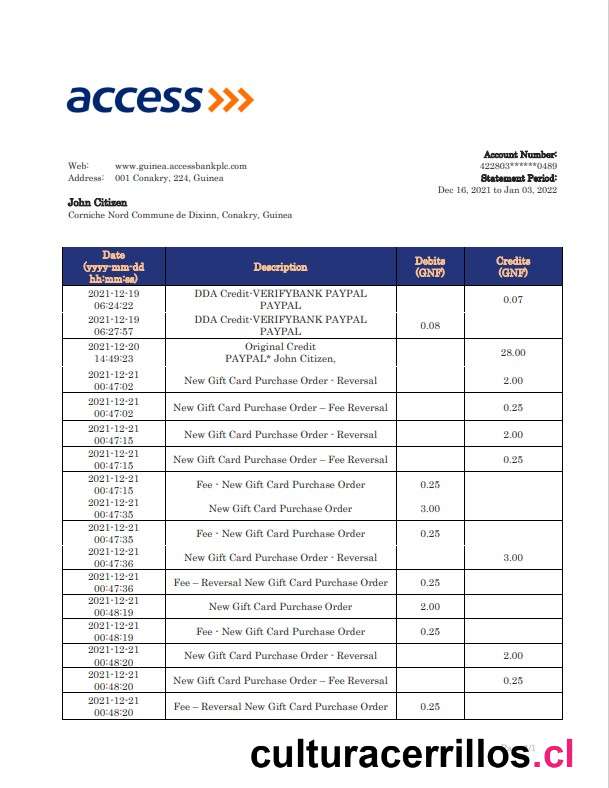 access
Account Number:
Web: www.guinea.accessbankplc.com 422803******0489
Address: 001 Conakry, 224, Guinea Statement Period:
Dec 16, 2021 to Jan 03, 2022
John Citizen
Corniche Nord Commune de Dixinn, Conakry, Guinea
Date Debits Credits
(yyyy-mm-dd Description (GNF) (GNF)
hh:mm:ss)
2021-12-19 DDA Credit-VERIFYBANK PAYPAL 0.07
06:24:22 PAYPAL
2021-12-19 DDA Credit-VERIFYBANK PAYPAL 0.08
06:27:57 PAYPAL
2021-12-20 Original Credit 28.00
14:49:23 PAYPAL* John Citizen,
2021-12-21 New Gift Card Purchase Order - Reversal 2.00
00:47:02
2021-12-21 New Gift Card Purchase Order – Fee Reversal 0.25
00:47:02
2021-12-21 New Gift Card Purchase Order - Reversal 2.00
00:47:15
2021-12-21 New Gift Card Purchase Order – Fee Reversal 0.25
00:47:15
2021-12-21 Fee - New Gift Card Purchase Order 0.25
00:47:15
2021-12-21 New Gift Card Purchase Order 3.00
00:47:35
2021-12-21 Fee - New Gift Card Purchase Order 0.25
00:47:35
2021-12-21 New Gift Card Purchase Order - Reversal 3.00
00:47:36
2021-12-21 Fee – Reversal New Gift Card Purchase Order 0.25
00:47:36
2021-12-21 New Gift Card Purchase Order 2.00
00:48:19
2021-12-21 Fee - New Gift Card Purchase Order 0.25
00:48:19
2021-12-21 New Gift Card Purchase Order - Reversal 2.00
00:48:20
2021-12-21 New Gift Card Purchase Order – Fee Reversal 0.25
00:48:20
2021-12-21 Fee – Reversal New Gift Card Purchase Order 0.25
00:48:20
culturacerrillos.cl